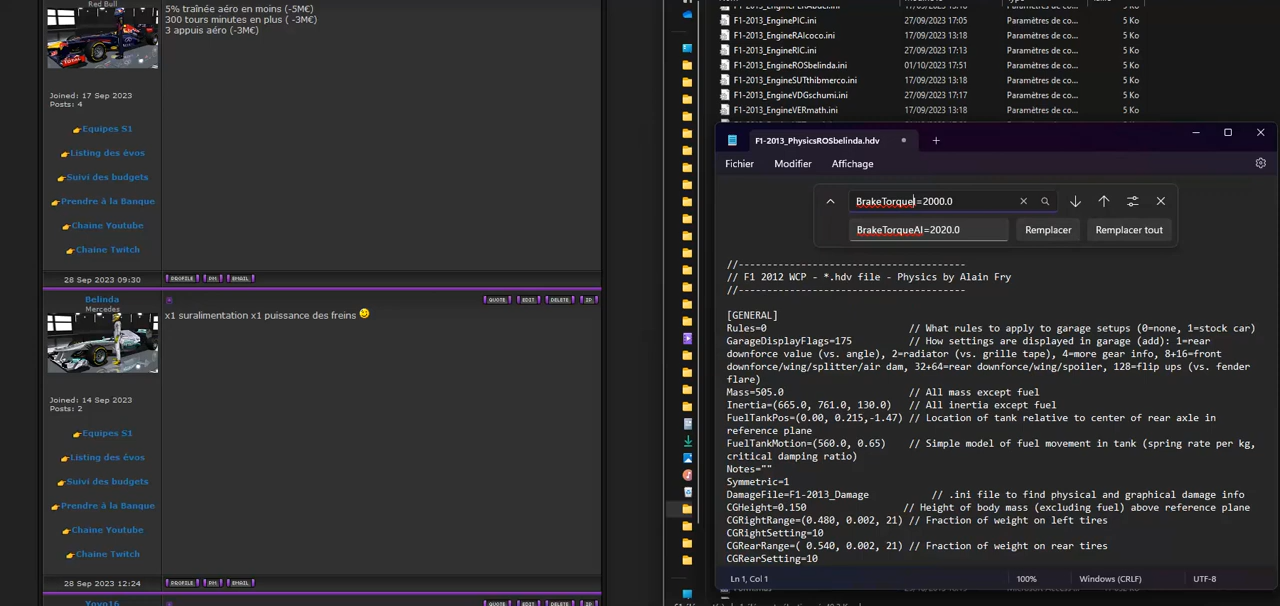 Red Bull
5% traînée aéro en moins (-5M€)
300 tours minutes en plus ( -3M€)
3 appuis aéro (-3M€)
Joined: 17 Sep 2023
Posts: 4
👉Equipes S1
👉Listing des évos
👉Suivi des budgets
👉Prendre à la Banque
👉Chaine Youtube
👉Chaine Twitch
28 Sep 2023 09:30
PROFILE PM EMAIL
Belinda
Mercedes
QUOTE EDIT DELETE IP
x1 suralimentation x1 puissance des freins
Joined: 14 Sep 2023
Posts: 2
👉Equipes S1
👉Listing des évos
👉Suivi des budgets
👉Prendre à la Banque
👉Chaine Youtube
👉Chaine Twitch
28 Sep 2023 12:24
PROFILE PM EMAIL
Yoyo16
QUOTE EDIT DELETE IP
F1-2013_EnginePIC.ini 27/09/2023 17:05 Paramètres de co... 5 Ko
F1-2013_EngineRAIcoco.ini 27/09/2023 17:13 Paramètres de co... 5 Ko
F1-2013_EngineRIC.ini 27/09/2023 17:13 Paramètres de co... 5 Ko
F1-2013_EngineROSbelinda.ini 01/10/2023 17:51 Paramètres de co... 5 Ko
F1-2013_EngineSUTthibmerco.ini 27/09/2023 13:18 Paramètres de co... 5 Ko
F1-2013_EngineVDGschumi.ini 27/09/2023 13:18 Paramètres de co... 5 Ko
F1-2013_EngineVERmath.ini 17/09/2023 13:18 Paramètres de co... 5 Ko
F1-2013_PhysicsROSbelinda.hdv
Fichier Modifier Affichage
BrakeTorqueI=2000.0
BrakeTorqueAI=2020.0 Remplacer Remplacer tout
//--------------------------------------
// F1 2012 WCP - *.hdv file - Physics by Alain Fry
//--------------------------------------
[GENERAL]
Rules=0 // What rules to apply to garage setups (0=none, 1=stock car)
GarageDisplayFlags=175 // How settings are displayed in garage (add): 1=rear
downforce value (vs. angle), 2=radiator (vs. grille tape), 4=more gear info, 8+16=front
downforce/wing/splitter/air dam, 32+64=rear downforce/wing/spoiler, 128=flip ups (vs. fender
flare)
Mass=505.0 // All mass except fuel
Inertia=(665.0, 761.0, 130.0) // All inertia except fuel
FuelTankPos=(0.00, 0.215,-1.47) // Location of tank relative to center of rear axle in
reference plane
FuelTankMotion=(560.0, 0.65) // Simple model of fuel movement in tank (spring rate per kg,
critical damping ratio)
Notes=""
Symmetric=1
DamageFile=F1-2013_Damage // .ini file to find physical and graphical damage info
CGHeight=0.150 // Height of body mass (excluding fuel) above reference plane
CGRightRange=(0.480, 0.002, 21) // Fraction of weight on left tires
CGRightSetting=10
CGRearRange=( 0.540, 0.002, 21) // Fraction of weight on rear tires
CGRearSetting=10
Ln 1, Col 1 100% Windows (CRLF) UTF-8